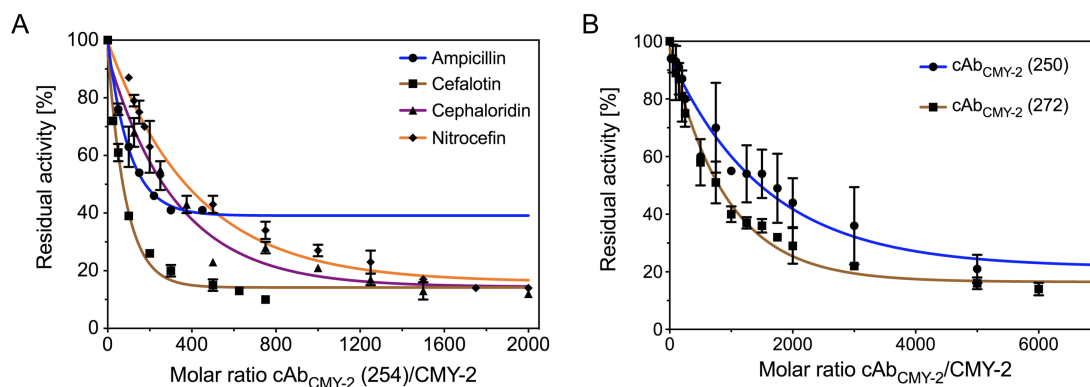 A
B
Residual activity [%]
100
80
60
40
20
0
0 400 800 1200 1600 2000
Molar ratio cAbCMY-2 (254)/CMY-2
Ampicillin
Cefalotin
Cephaloridin
Nitrocefin
Residual activity [%]
100
80
60
40
20
0
0 2000 4000 6000
Molar ratio cAbCMY-2/CMY-2
cAbCMY-2 (250)
cAbCMY-2 (272)